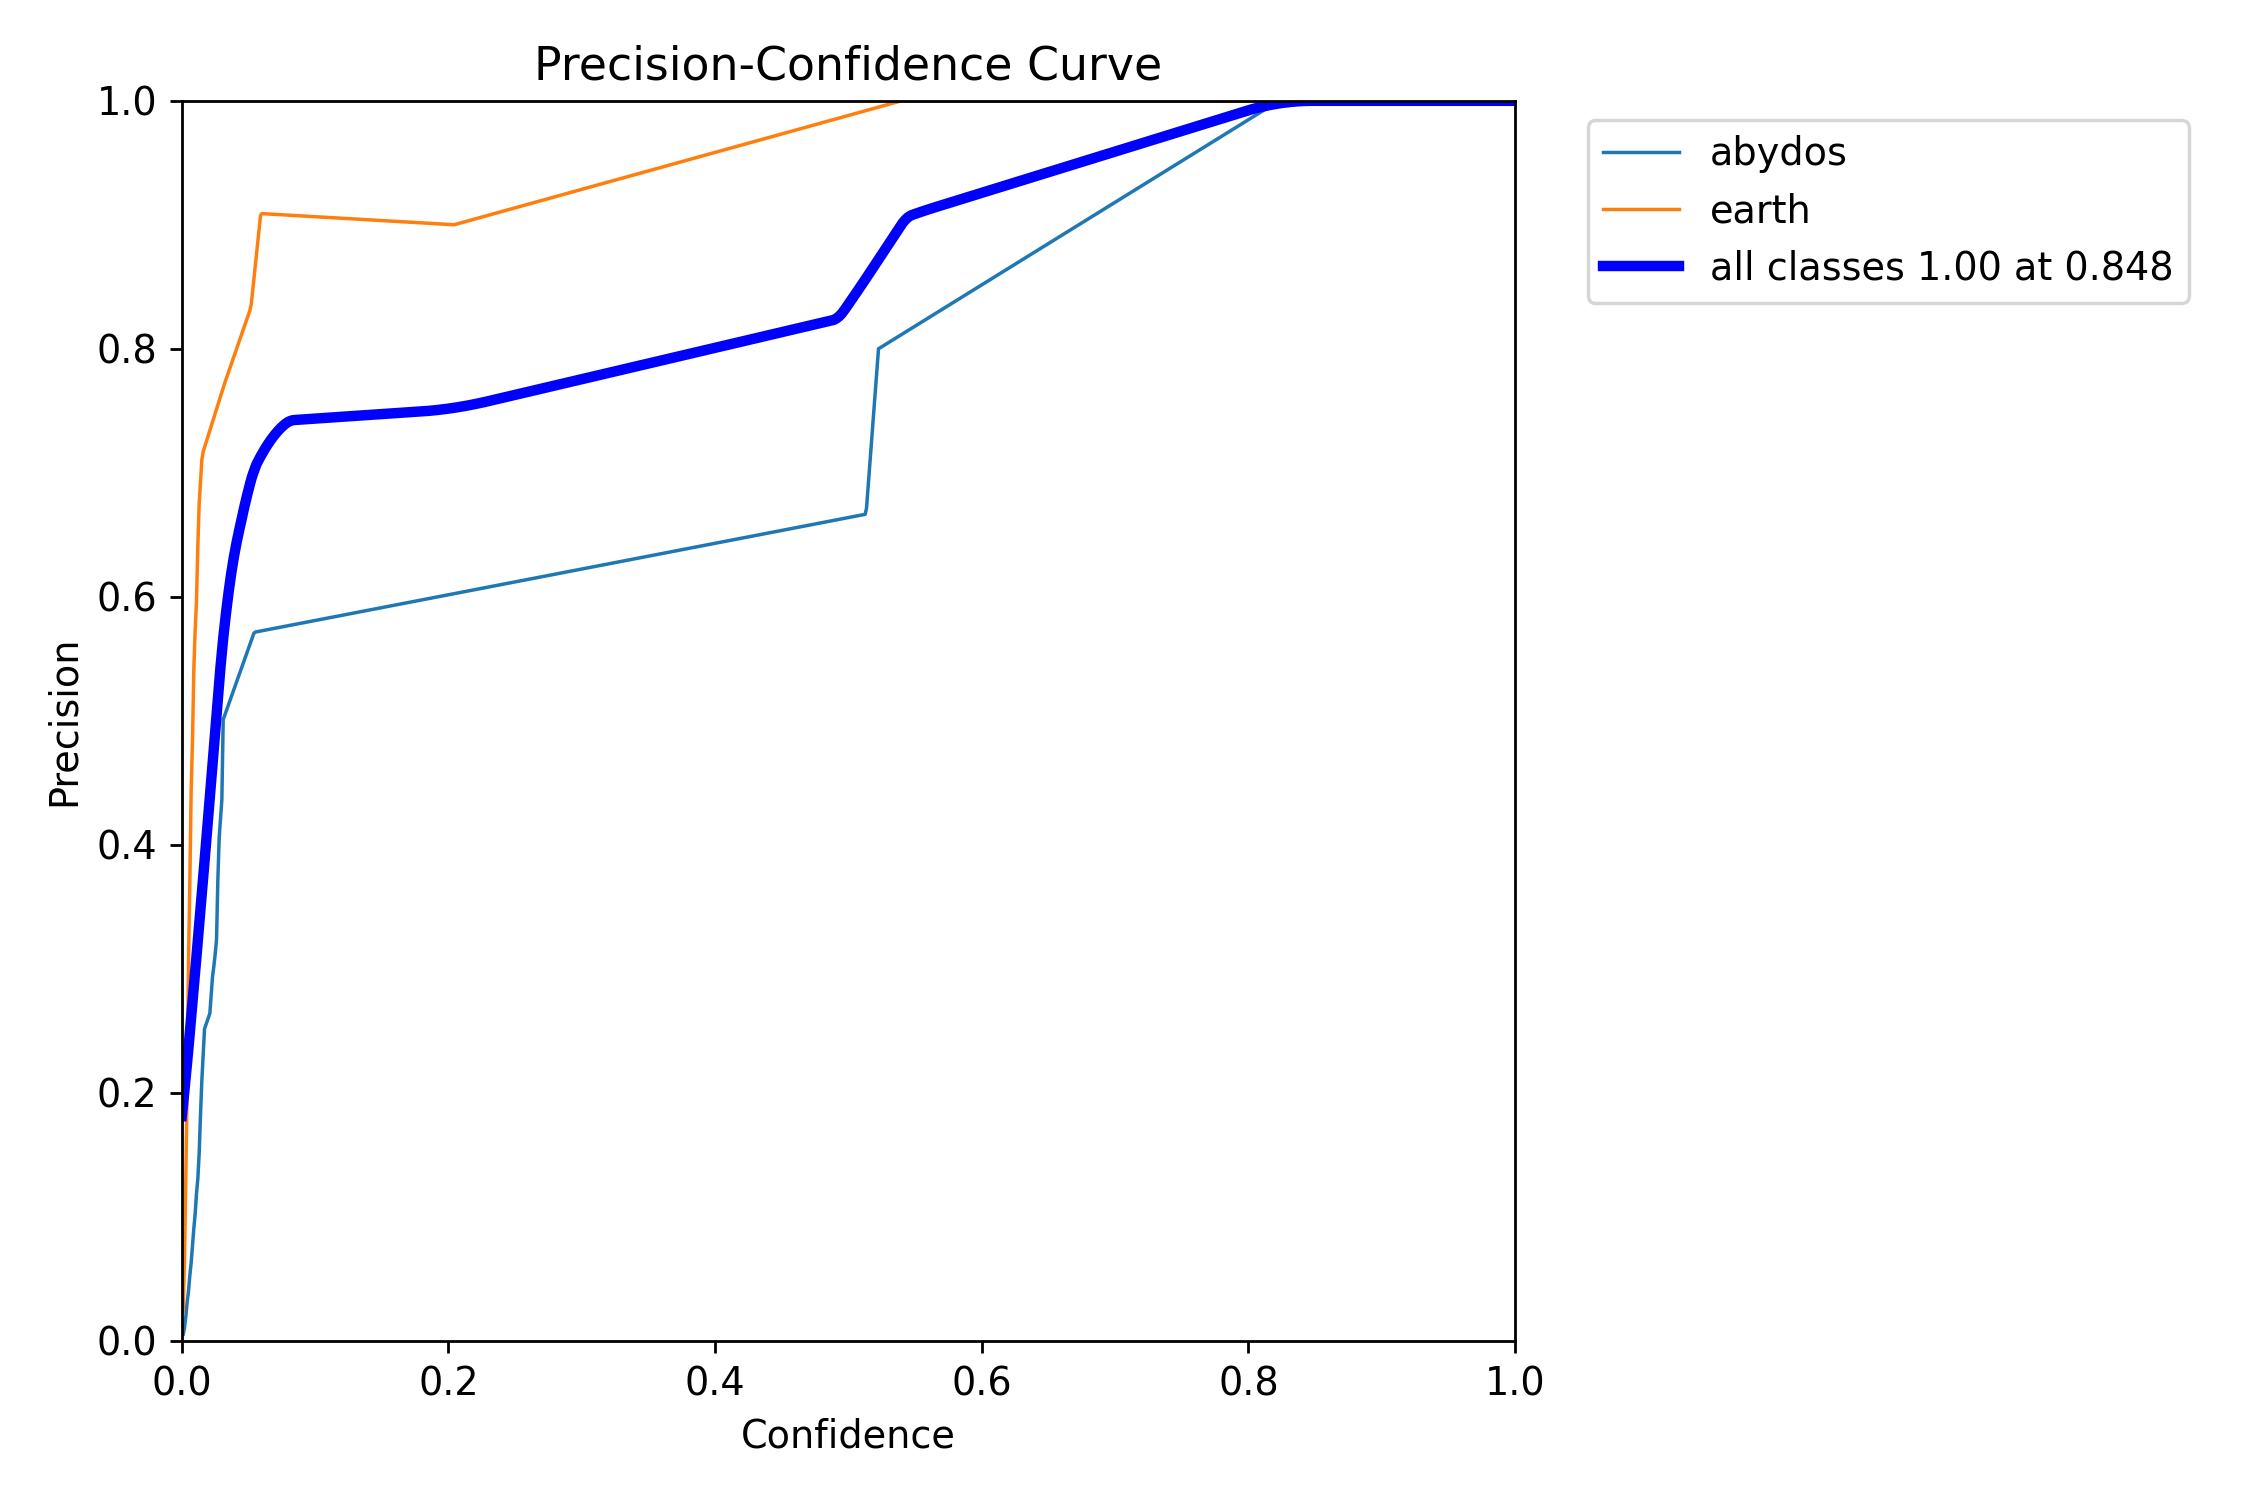 Precision-Confidence Curve
1.0
0.8
0.6
0.4
0.2
0.0
Precision
0.0 0.2 0.4 0.6 0.8 1.0
Confidence
abydos
earth
all classes 1.00 at 0.848